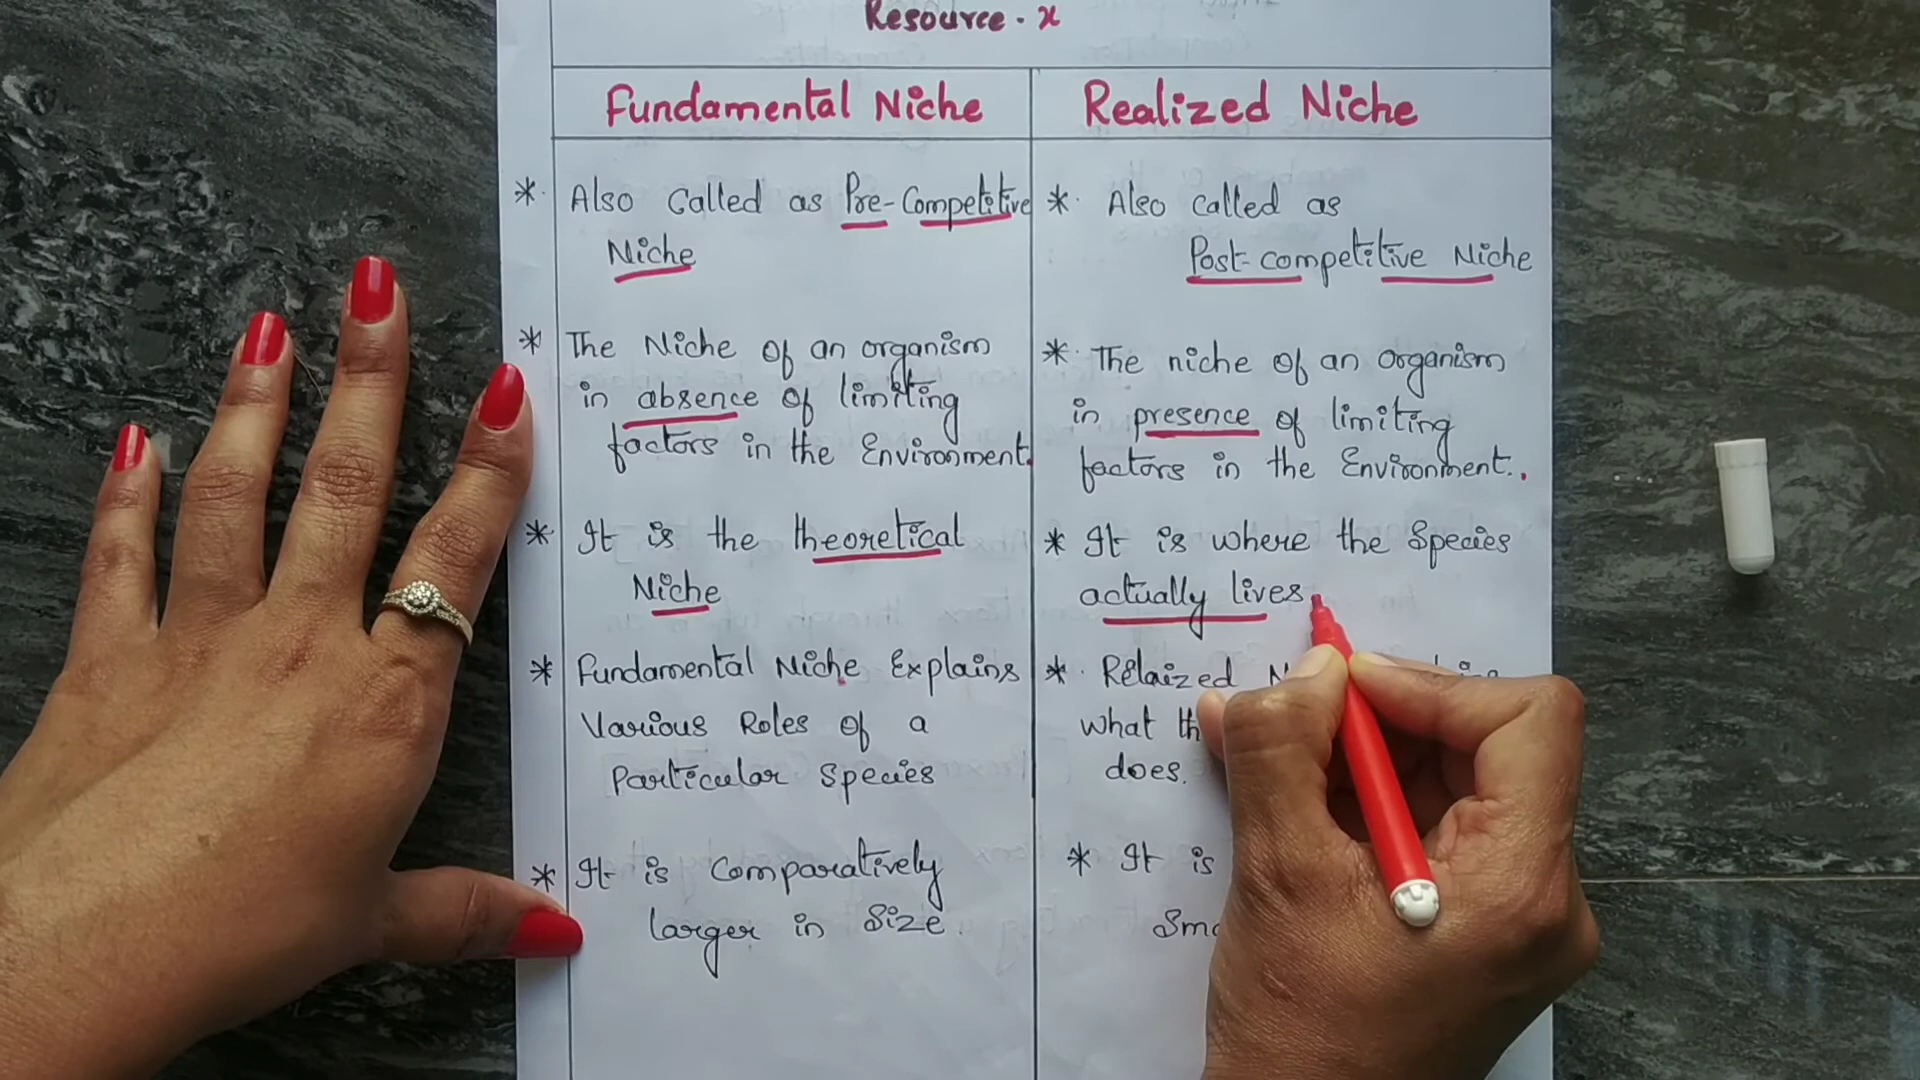 Resource - x
Fundamental Niche
Realized Niche
* Also Called as Pre-Competitive
Niche
* The Niche of an organism
in absence of limiting
factors in the Environment.
* It is the theoretical
Niche
* Fundamental Niche Explains
Various Roles of a
Particular Species
* It is Comparatively
larger in Size
* Also called as
Post-competitive Niche
* The niche of an organism
in presence of limiting
factors in the Environment.
* It is where the Species
actually lives
* Relaized
what
does.
* It is